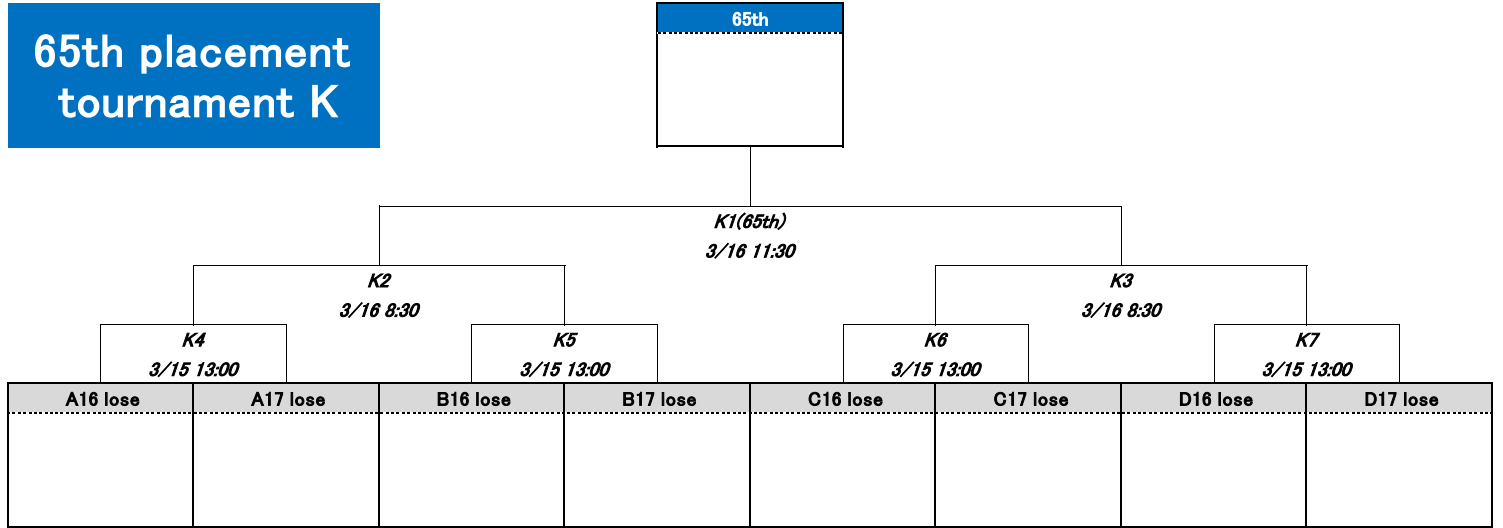 65th placement
tournament K
65th
K1(65th)
3/16 11:30
K2
K3
3/16 8:30
3/16 8:30
K4
K5
K6
K7
3/15 13:00
3/15 13:00
3/15 13:00
3/15 13:00
A16 lose
A17 lose
B16 lose
B17 lose
C16 lose
C17 lose
D16 lose
D17 lose